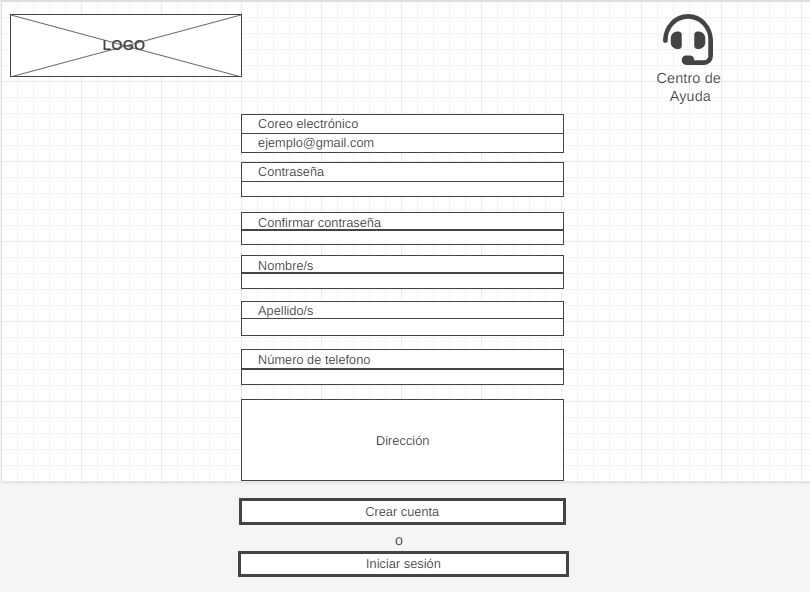 LOGO
Centro de
Ayuda
Coreo electrónico
ejemplo@gmail.com
Contraseña
Confirmar contraseña
Nombre/s
Apellido/s
Número de telefono
Dirección
Crear cuenta
o
Iniciar sesión